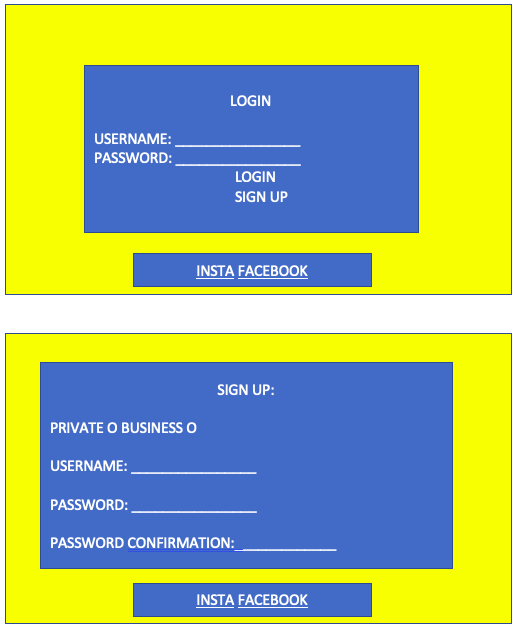 LOGIN
USERNAME: ________________
PASSWORD: ________________
LOGIN
SIGN UP
INSTA FACEBOOK
SIGN UP:
PRIVATE O BUSINESS O
USERNAME: ________________
PASSWORD: ________________
PASSWORD CONFIRMATION: _____________
INSTA FACEBOOK